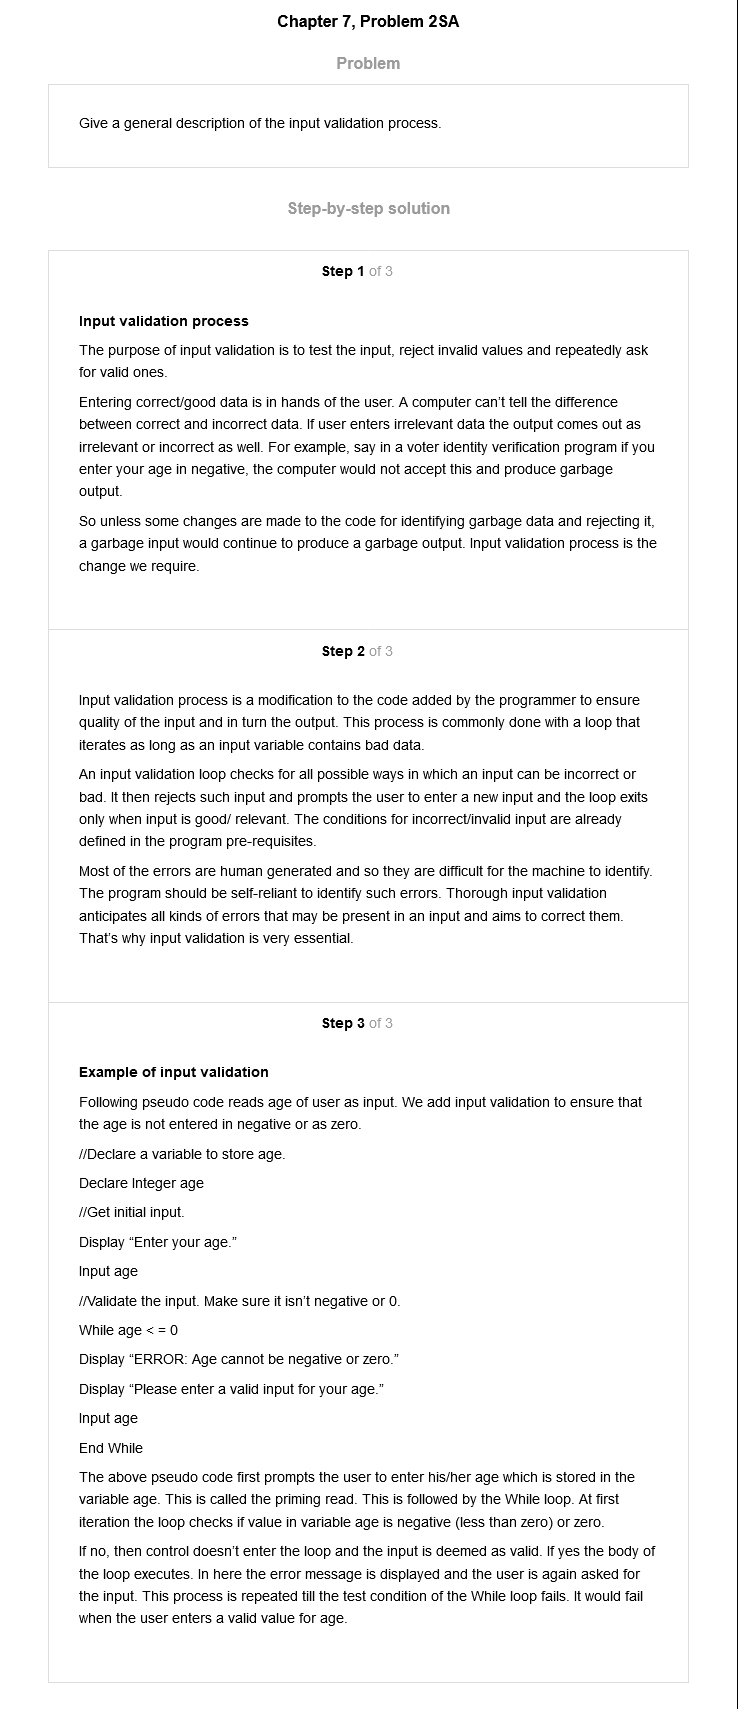 Chapter 7, Problem 2SA
Problem
Give a general description of the input validation process.
Step-by-step solution
Step 1 of 3
Input validation process
The purpose of input validation is to test the input, reject invalid values and repeatedly ask
for valid ones.
Entering correct/good data is in hands of the user. A computer can’t tell the difference
between correct and incorrect data. If user enters irrelevant data the output comes out as
irrelevant or incorrect as well. For example, say in a voter identity verification program if you
enter your age in negative, the computer would not accept this and produce garbage
output.
So unless some changes are made to the code for identifying garbage data and rejecting it,
a garbage input would continue to produce a garbage output. Input validation process is the
change we require.
Step 2 of 3
Input validation process is a modification to the code added by the programmer to ensure
quality of the input and in turn the output. This process is commonly done with a loop that
iterates as long as an input variable contains bad data.
An input validation loop checks for all possible ways in which an input can be incorrect or
bad. It then rejects such input and prompts the user to enter a new input and the loop exits
only when input is good/ relevant. The conditions for incorrect/invalid input are already
defined in the program pre-requisites.
Most of the errors are human generated and so they are difficult for the machine to identify.
The program should be self-reliant to identify such errors. Thorough input validation
anticipates all kinds of errors that may be present in an input and aims to correct them.
That’s why input validation is very essential.
Step 3 of 3
Example of input validation
Following pseudo code reads age of user as input. We add input validation to ensure that
the age is not entered in negative or as zero.
//Declare a variable to store age.
Declare Integer age
//Get initial input.
Display “Enter your age.”
Input age
//Validate the input. Make sure it isn’t negative or 0.
While age < = 0
Display “ERROR: Age cannot be negative or zero.”
Display “Please enter a valid input for your age.”
Input age
End While
The above pseudo code first prompts the user to enter his/her age which is stored in the
variable age. This is called the priming read. This is followed by the While loop. At first
iteration the loop checks if value in variable age is negative (less than zero) or zero.
If no, then control doesn’t enter the loop and the input is deemed as valid. If yes the body of
the loop executes. In here the error message is displayed and the user is again asked for
the input. This process is repeated till the test condition of the While loop fails. It would fail
when the user enters a valid value for age.